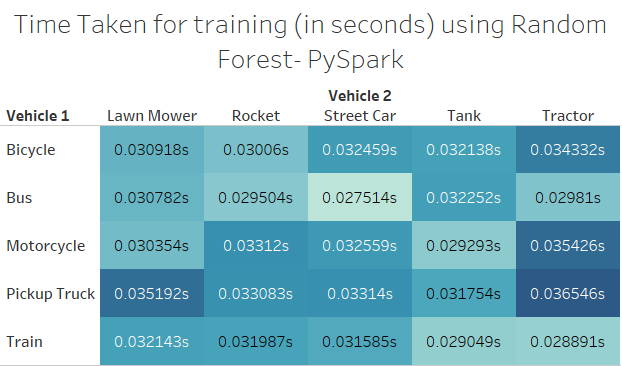 Time Taken for training (in seconds) using Random
Forest- PySpark
Vehicle 2
Vehicle 1 Lawn Mower Rocket Street Car Tank Tractor
Bicycle 0.030918s 0.03006s 0.032459s 0.032138s 0.034332s
Bus 0.030782s 0.029504s 0.027514s 0.032252s 0.02981s
Motorcycle 0.030354s 0.03312s 0.032559s 0.029293s 0.035426s
Pickup Truck 0.035192s 0.033083s 0.03314s 0.031754s 0.036546s
Train 0.032143s 0.031987s 0.031585s 0.029049s 0.028891s